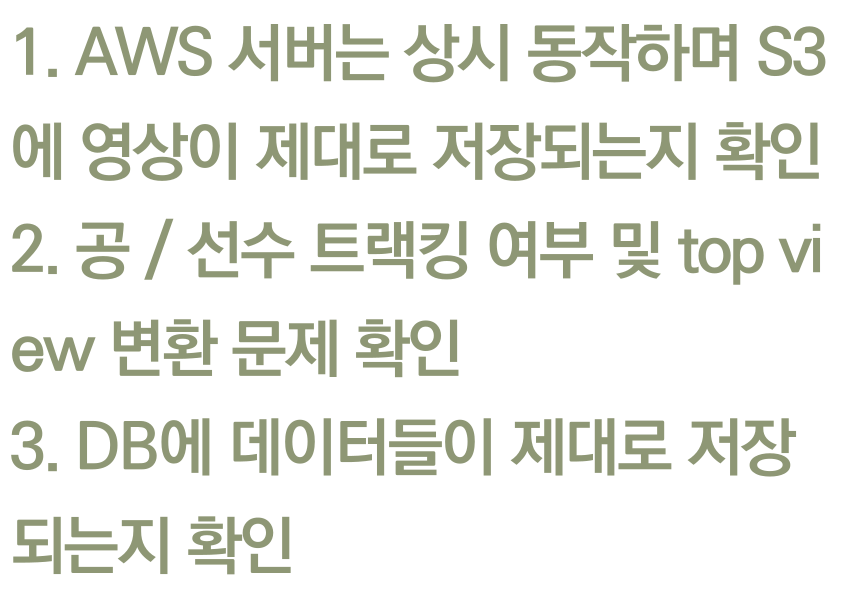 1. AWS 서버는 상시 동작하며 S3
에 영상이 제대로 저장되는지 확인
2. 공 / 선수 트랙킹 여부 및 top vi
ew 변환 문제 확인
3. DB에 데이터들이 제대로 저장
되는지 확인